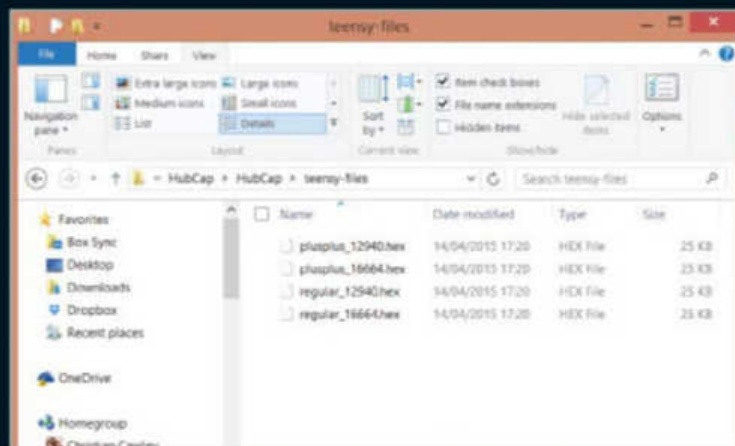 teensy-files
File Home Share View
Extra large icons Large icons
Medium icons Small icons
List Details
Navigation pane
Sort by
Item check boxes
File name extensions
Hidden items
Hide selected items
Options
Panes Layout Current view Show/hide
HubCap HubCap teensy-files
Search teensy-files
Name Date modified Type Size
Favorites
Box Sync
Desktop
Downloads
Dropbox
Recent places
OneDrive
Homegroup
Christian Cawley
plusplus_12940.hex 14/04/2015 17:20 HEX File 25 KB
plusplus_16664.hex 14/04/2015 17:20 HEX File 25 KB
regular_12940.hex 14/04/2015 17:20 HEX File 25 KB
regular_16664.hex 14/04/2015 17:20 HEX File 25 KB